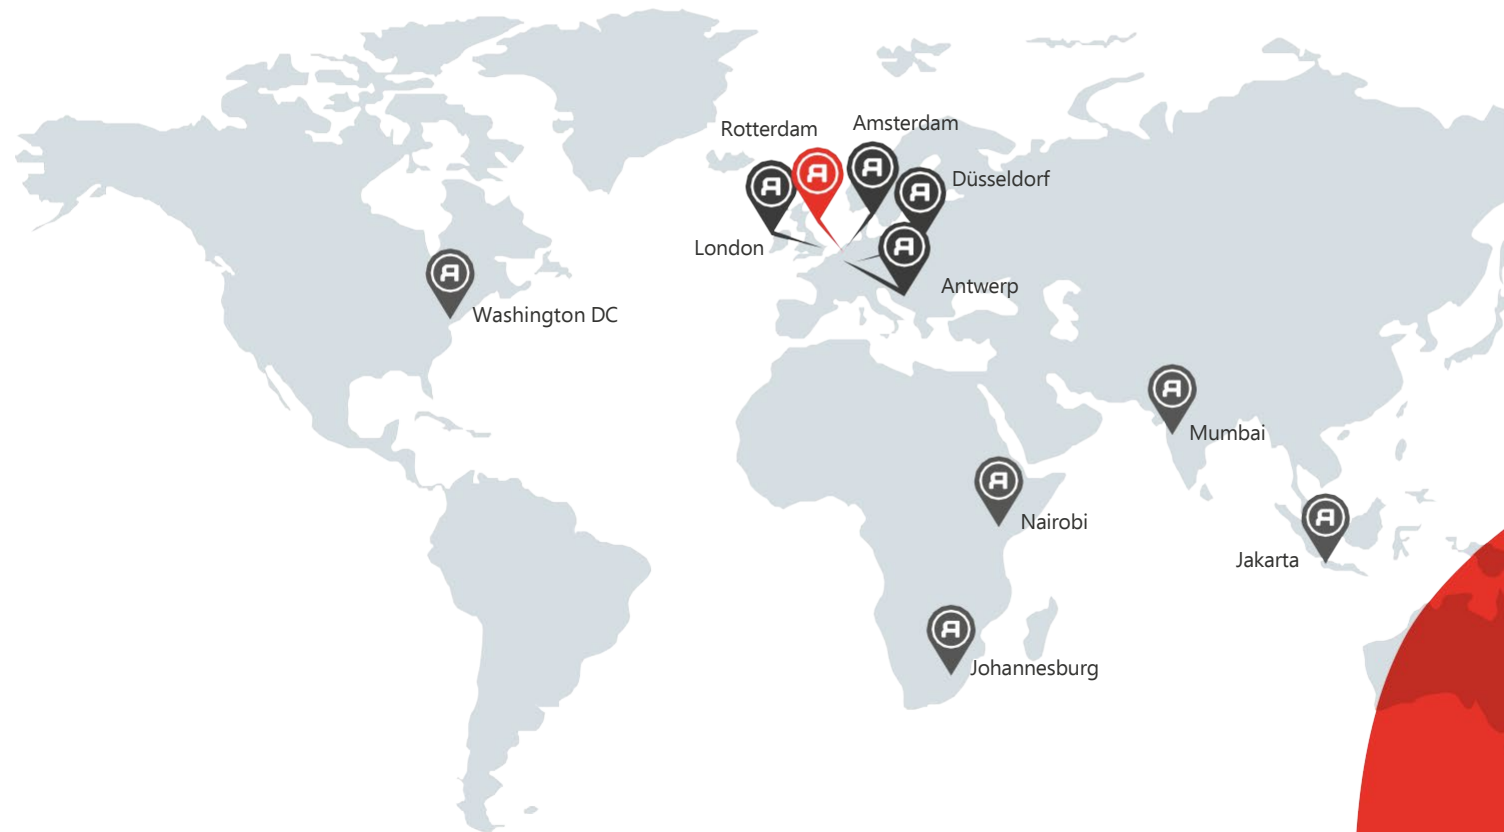 Rotterdam
Amsterdam
Düsseldorf
London
Antwerp
Washington DC
Mumbai
Nairobi
Jakarta
Johannesburg